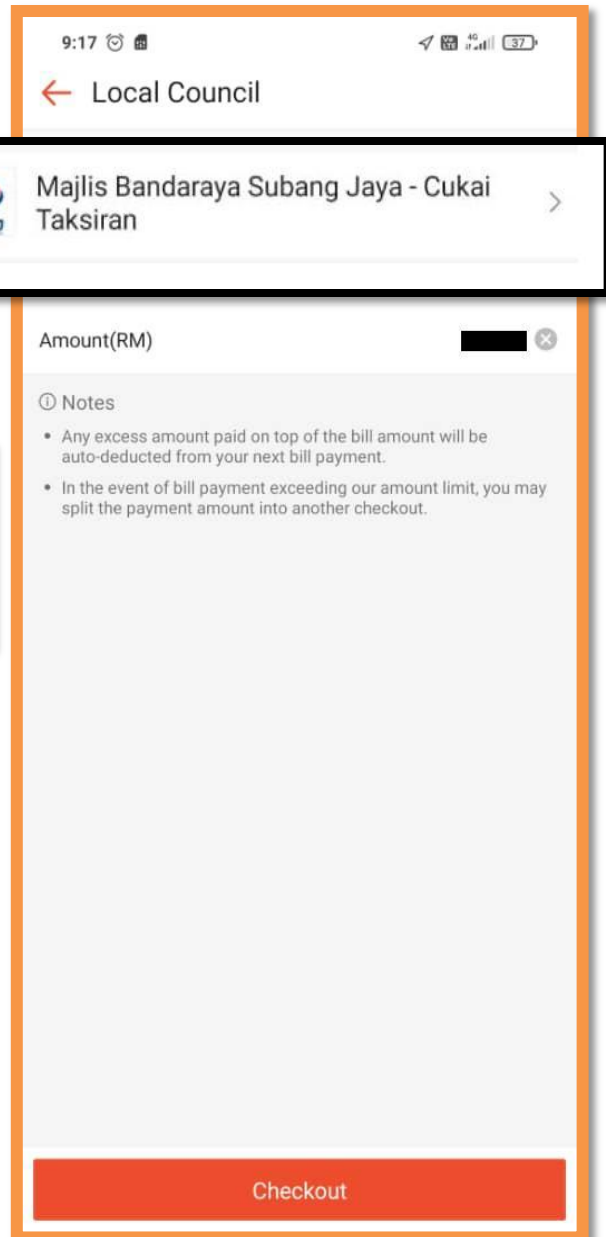 9:17
4G
37
Local Council
Majlis Bandaraya Subang Jaya - Cukai
Taksiran
Amount(RM)
Notes
• Any excess amount paid on top of the bill amount will be
auto-deducted from your next bill payment.
• In the event of bill payment exceeding our amount limit, you may
split the payment amount into another checkout.
Checkout